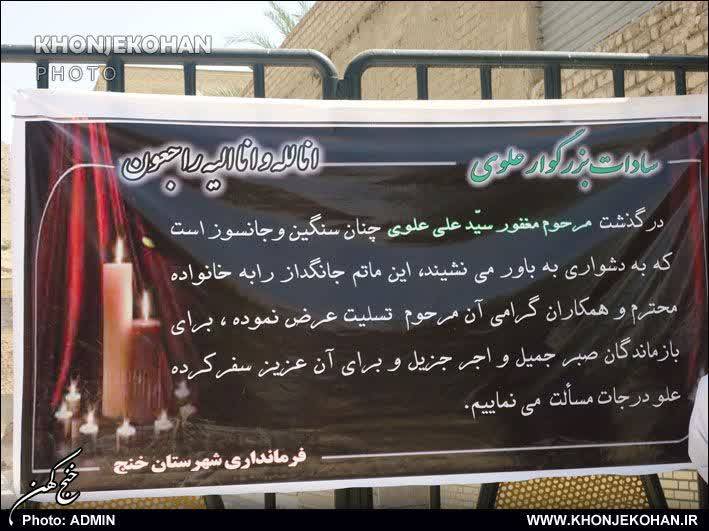 KHONJEKOHAN
PHOTO
انا لله و انا الیه راجعون
سادات بزرگوار علوی
درگذشت مرحوم مغفور سیّد علی علوی چنان سنگین و جانسوز است
که به دشواری به باور می نشیند، این ماتم جانگداز رابه خانواده
محترم و همکاران گرامی آن مرحوم تسلیت عرض نموده ، برای
بازماندگان صبر جمیل و اجر جزیل و برای آن عزیز سفرکرده
علو درجات مسألت می نماییم.
فرمانداری شهرستان خنج
خنج کهن
Photo: ADMIN
WWW.KHONJEKOHAN.IR